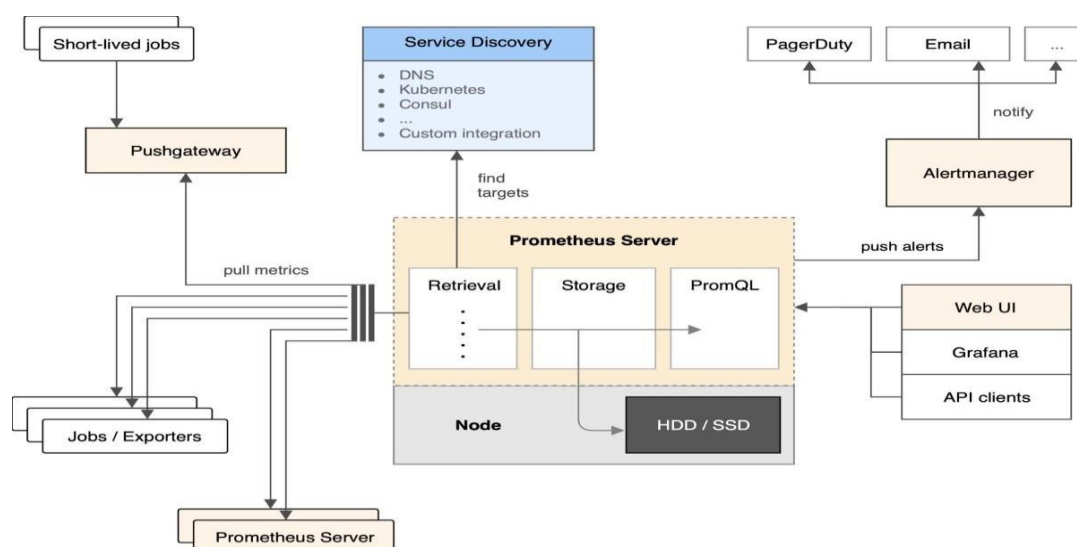 Short-lived jobs
Pushgateway
pull metrics
Jobs / Exporters
Prometheus Server
Service Discovery
• DNS
• Kubernetes
• Consul
• ...
• Custom integration
find
targets
Prometheus Server
Retrieval
Storage
PromQL
Node
HDD / SSD
PagerDuty
Email
...
notify
Alertmanager
push alerts
Web UI
Grafana
API clients